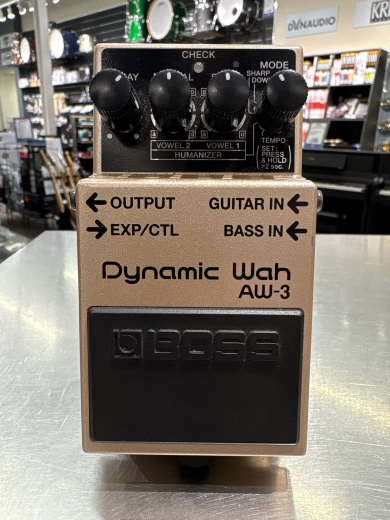 DYNAUDIO
KR
CHECK
MODE
SHARP
DOWN
VOWEL 2 VOWEL 1
HUMANIZER
TEMPO
SET:
PRESS
& HOLD
>2 sec.
OUTPUT GUITAR IN
EXP/CTL BASS IN
Dynamic Wah
AW-3
BOSS